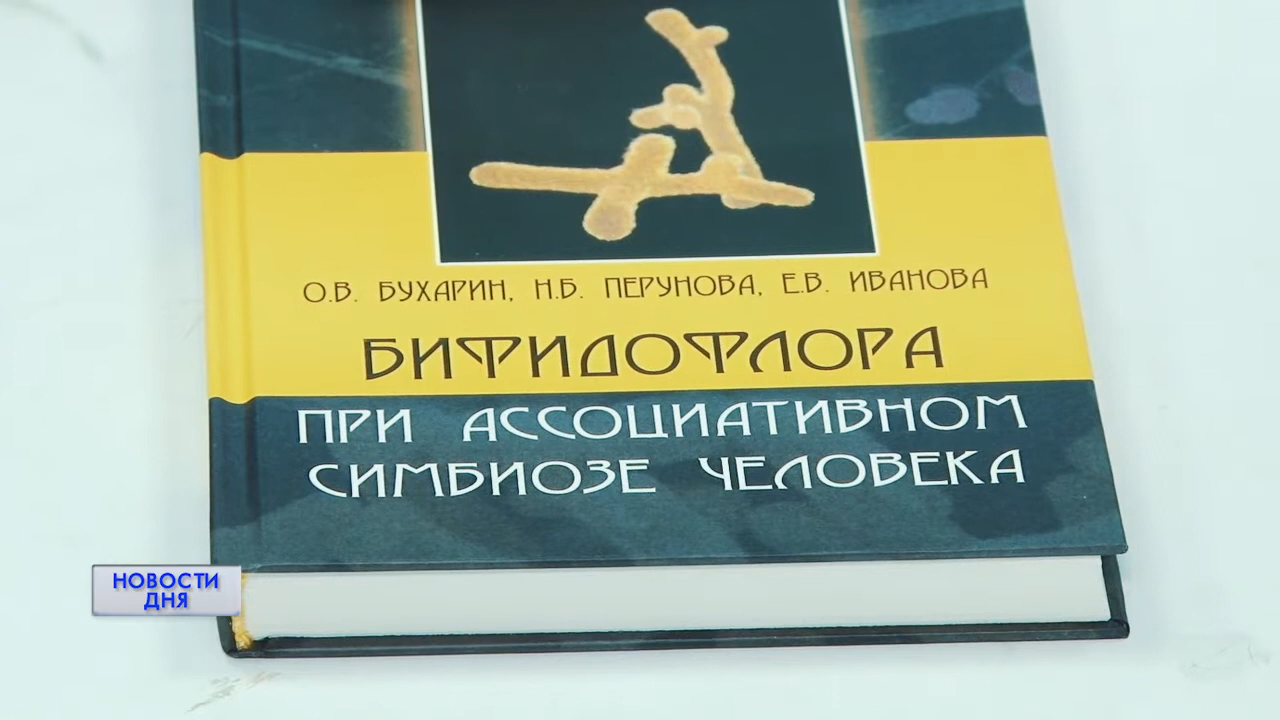 О.В. БУХАРИН, Н.Б. ПЕРУНОВА, Е.В. ИВАНОВА
БИФИДОФЛОРА
ПРИ АССОЦИАТИВНОМ
СИМБИОЗЕ ЧЕЛОВЕКА
НОВОСТИ
ДНЯ